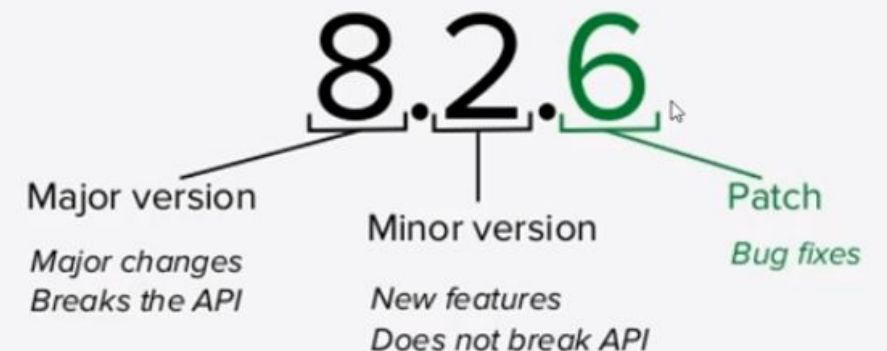 8.2.6
Major version
Major changes
Breaks the API
Minor version
New features
Does not break API
Patch
Bug fixes